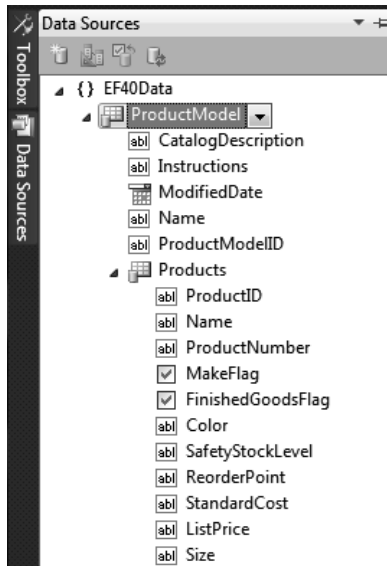 Data Sources
Toolbox
Data Sources
{} EF40Data
ProductModel
abl CatalogDescription
abl Instructions
ModifiedDate
abl Name
abl ProductModelID
Products
abl ProductID
abl Name
abl ProductNumber
MakeFlag
FinishedGoodsFlag
abl Color
abl SafetyStockLevel
abl ReorderPoint
abl StandardCost
abl ListPrice
abl Size